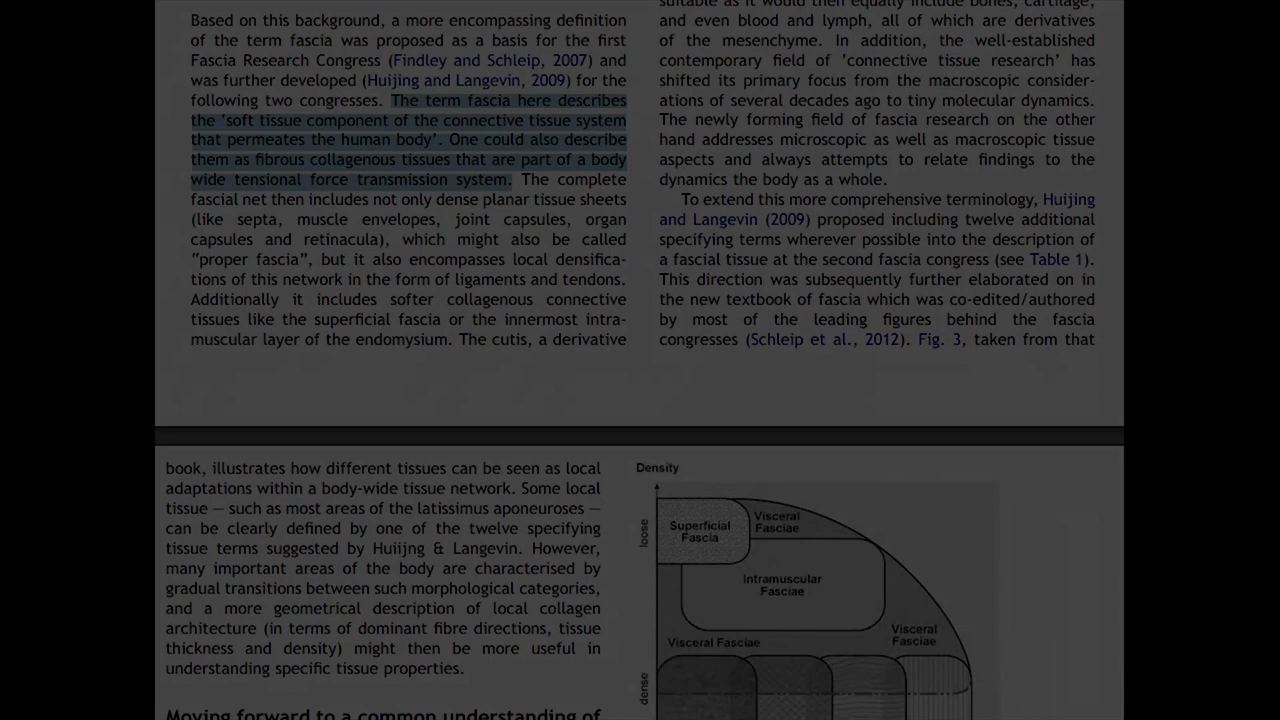 Based on this background, a more encompassing definition
of the term fascia was proposed as a basis for the first
Fascia Research Congress (Findley and Schleip, 2007) and
was further developed (Huijing and Langevin, 2009) for the
following two congresses. The term fascia here describes
the 'soft tissue component of the connective tissue system
that permeates the human body'. One could also describe
them as fibrous collagenous tissues that are part of a body
wide tensional force transmission system. The complete
fascial net then includes not only dense planar tissue sheets
(like septa, muscle envelopes, joint capsules, organ
capsules and retinacula), which might also be called
"proper fascia", but it also encompasses local densifica-
tions of this network in the form of ligaments and tendons.
Additionally it includes softer collagenous connective
tissues like the superficial fascia or the innermost intra-
muscular layer of the endomysium. The cutis, a derivative
suitable as it would then equally include bones, cartilage,
and even blood and lymph, all of which are derivatives
of the mesenchyme. In addition, the well-established
contemporary field of 'connective tissue research' has
shifted its primary focus from the macroscopic consider-
ations of several decades ago to tiny molecular dynamics.
The newly forming field of fascia research on the other
hand addresses microscopic as well as macroscopic tissue
aspects and always attempts to relate findings to the
dynamics the body as a whole.
To extend this more comprehensive terminology, Huijing
and Langevin (2009) proposed including twelve additional
specifying terms wherever possible into the description of
a fascial tissue at the second fascia congress (see Table 1).
This direction was subsequently further elaborated on in
the new textbook of fascia which was co-edited/authored
by most of the leading figures behind the fascia
congresses (Schleip et al., 2012). Fig. 3, taken from that
book, illustrates how different tissues can be seen as local
adaptations within a body-wide tissue network. Some local
tissue — such as most areas of the latissimus aponeuroses —
can be clearly defined by one of the twelve specifying
tissue terms suggested by Huiijng & Langevin. However,
many important areas of the body are characterised by
gradual transitions between such morphological categories,
and a more geometrical description of local collagen
architecture (in terms of dominant fibre directions, tissue
thickness and density) might then be more useful in
understanding specific tissue properties.
Moving forward to a common understanding of
Density
loose
dense
Superficial
Fascia
Visceral
Fasciae
Intramuscular
Fasciae
Visceral Fasciae
Visceral
Fasciae